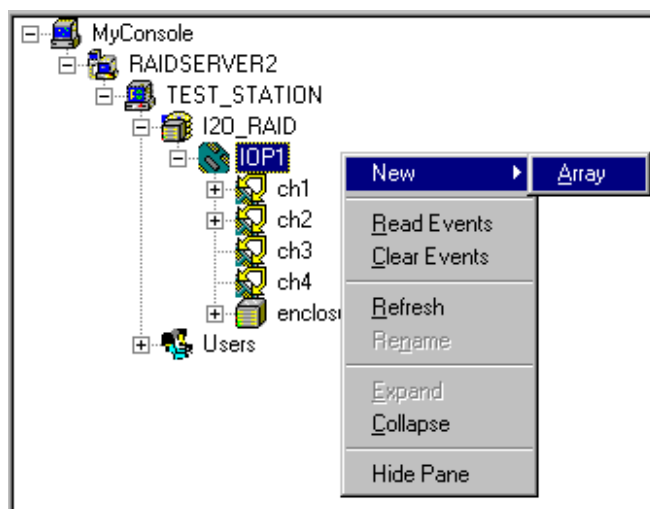 MyConsole
RAIDSERVER2
TEST_STATION
I2O_RAID
IOP1
ch1
ch2
ch3
ch4
Users
New
Array
Read Events
Clear Events
Refresh
Rename
Expand
Collapse
Hide Pane